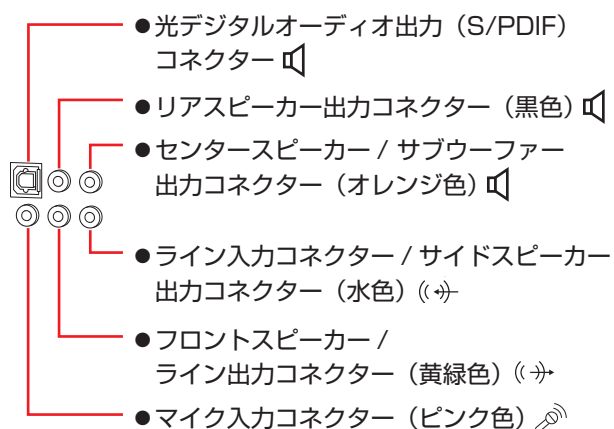 ●光デジタルオーディオ出力（S/PDIF）
コネクター
●リアスピーカー出力コネクター（黒色）
●センタースピーカー / サブウーファー
出力コネクター（オレンジ色）
●ライン入力コネクター / サイドスピーカー
出力コネクター（水色）
●フロントスピーカー /
ライン出力コネクター（黄緑色）
●マイク入力コネクター（ピンク色）